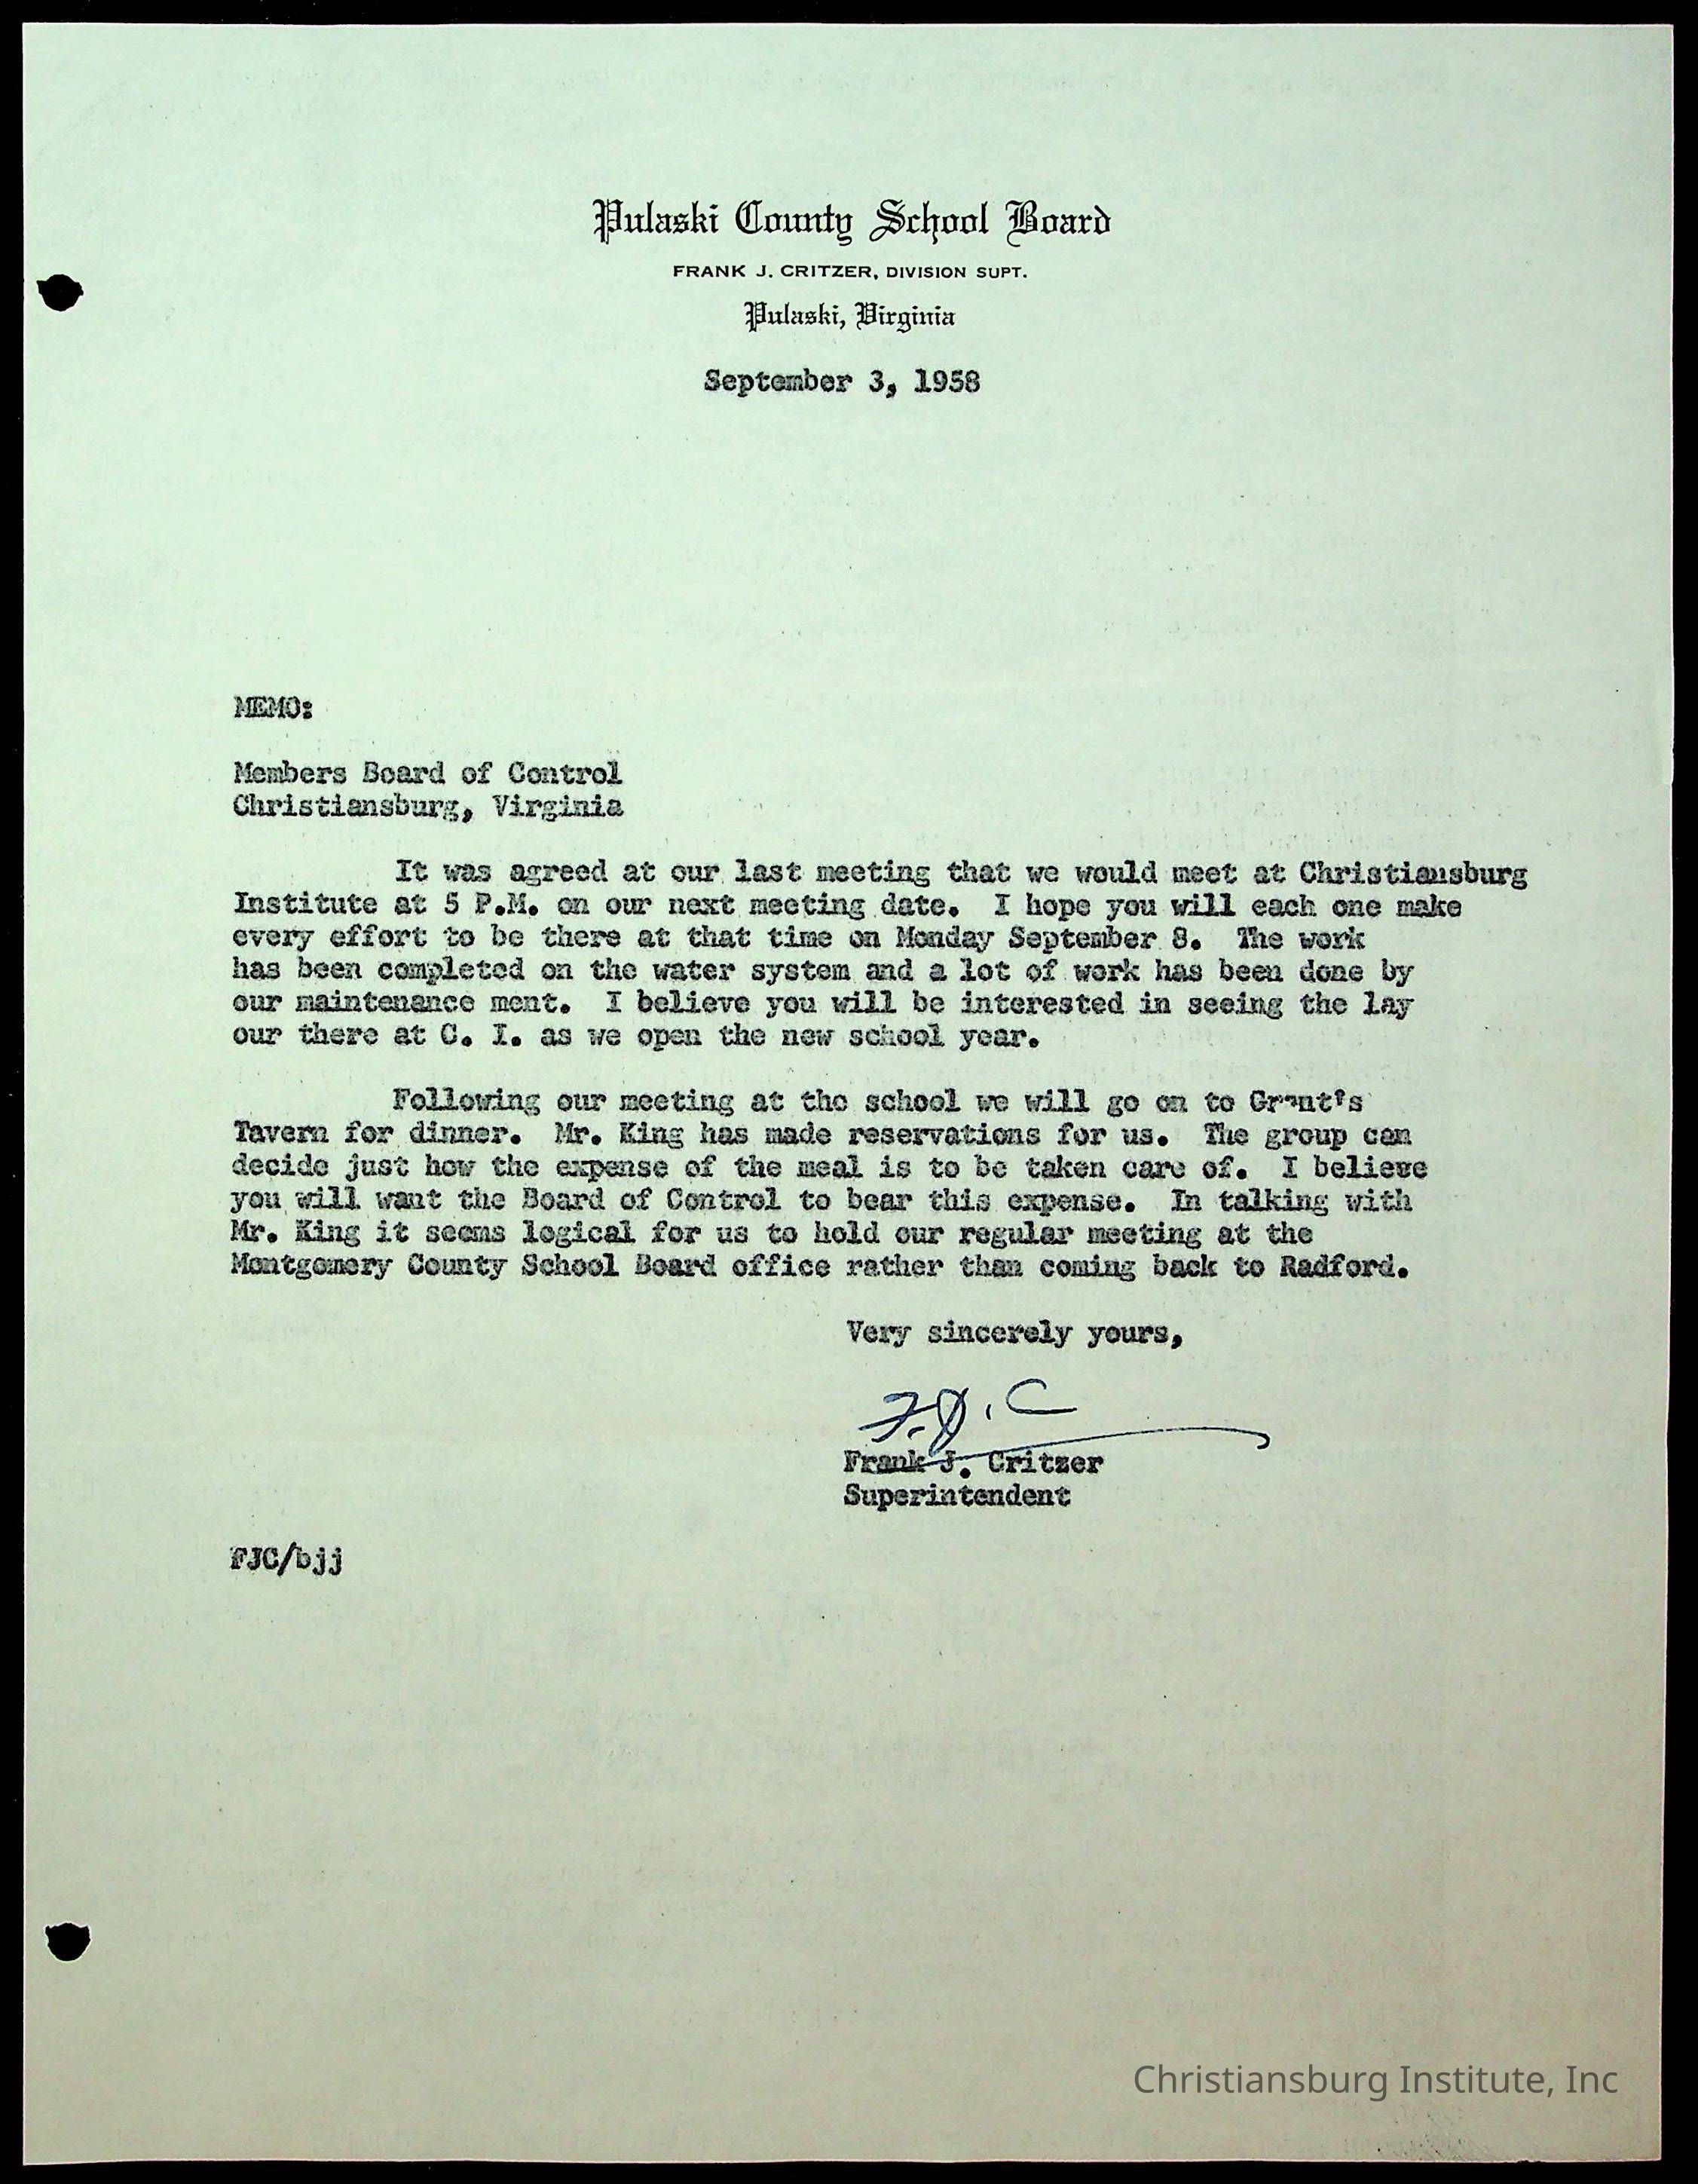 Pulaski County School Board
FRANK J. CRITZER, DIVISION SUPT.
Pulaski, Virginia
September 3, 1958
MEMO:
Members Board of Control
Christiansburg, Virginia
It was agreed at our last meeting that we would meet at Christiansburg
Institute at 5 P.M. on our next meeting date. I hope you will each one make
every effort to be there at that time on Monday September 8. The work
has been completed on the water system and a lot of work has been done by
our maintenance ment. I believe you will be interested in seeing the lay
our there at C. I. as we open the new school year.
Following our meeting at the school we will go on to Grant's
Tavern for dinner. Mr. King has made reservations for us. The group can
decide just how the expense of the meal is to be taken care of. I believe
you will want the Board of Control to bear this expense. In talking with
Mr. King it seems logical for us to hold our regular meeting at the
Montgomery County School Board office rather than coming back to Radford.
Very sincerely yours,
F.J.C
Frank J. Critzer
Superintendent
FJC/bjj
Christiansburg Institute, Inc